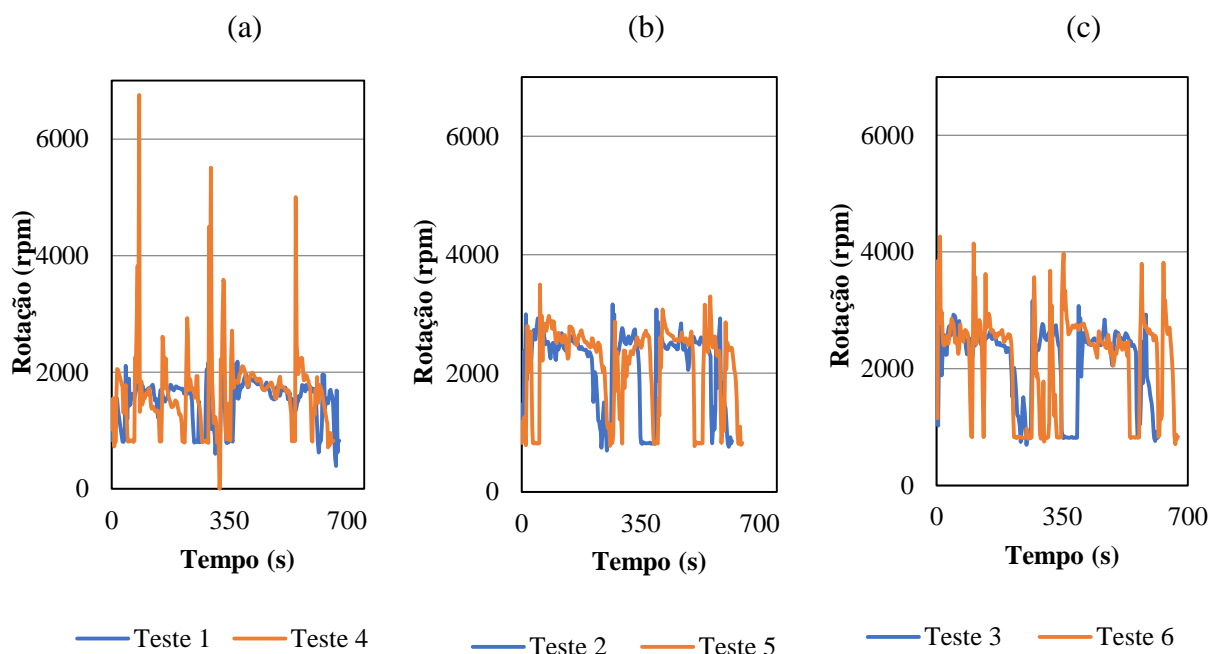 (a)
(b)
(c)
Rotação (rpm)
6000
4000
2000
0
0 350 700
Tempo (s)
Teste 1 Teste 4
Rotação (rpm)
6000
4000
2000
0
0 350 700
Tempo (s)
Teste 2 Teste 5
Rotação (rpm)
6000
4000
2000
0
0 350 700
Tempo (s)
Teste 3 Teste 6